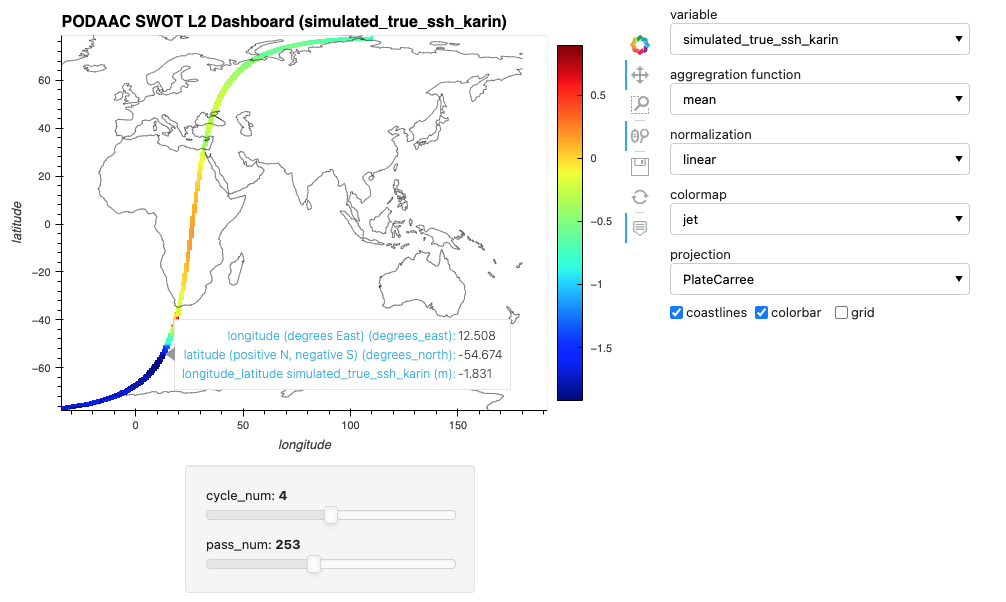 PODAAC SWOT L2 Dashboard (simulated_true_ssh_karin)
latitude
60
40
20
0
−20
−40
−60
0
50
100
150
longitude
0.5
0
−0.5
−1
−1.5
longitude (degrees East) (degrees_east): 12.508
latitude (positive N, negative S) (degrees_north): -54.674
longitude_latitude simulated_true_ssh_karin (m): -1.831
variable
simulated_true_ssh_karin
aggregration function
mean
normalization
linear
colormap
jet
projection
PlateCarree
coastlines colorbar grid
cycle_num: 4
pass_num: 253